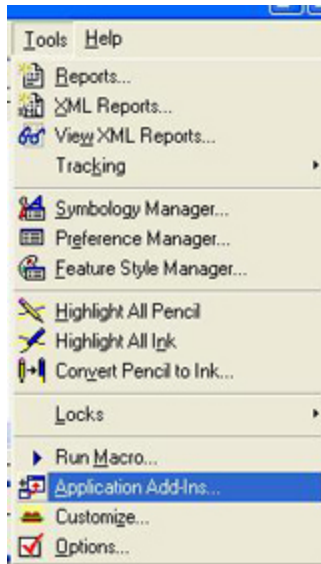 Tools Help
Reports...
XML Reports...
View XML Reports...
Tracking
Symbology Manager...
Preference Manager...
Feature Style Manager...
Highlight All Pencil
Highlight All Ink
Convert Pencil to Ink...
Locks
Run Macro...
Application Add-Ins...
Customize...
Options...